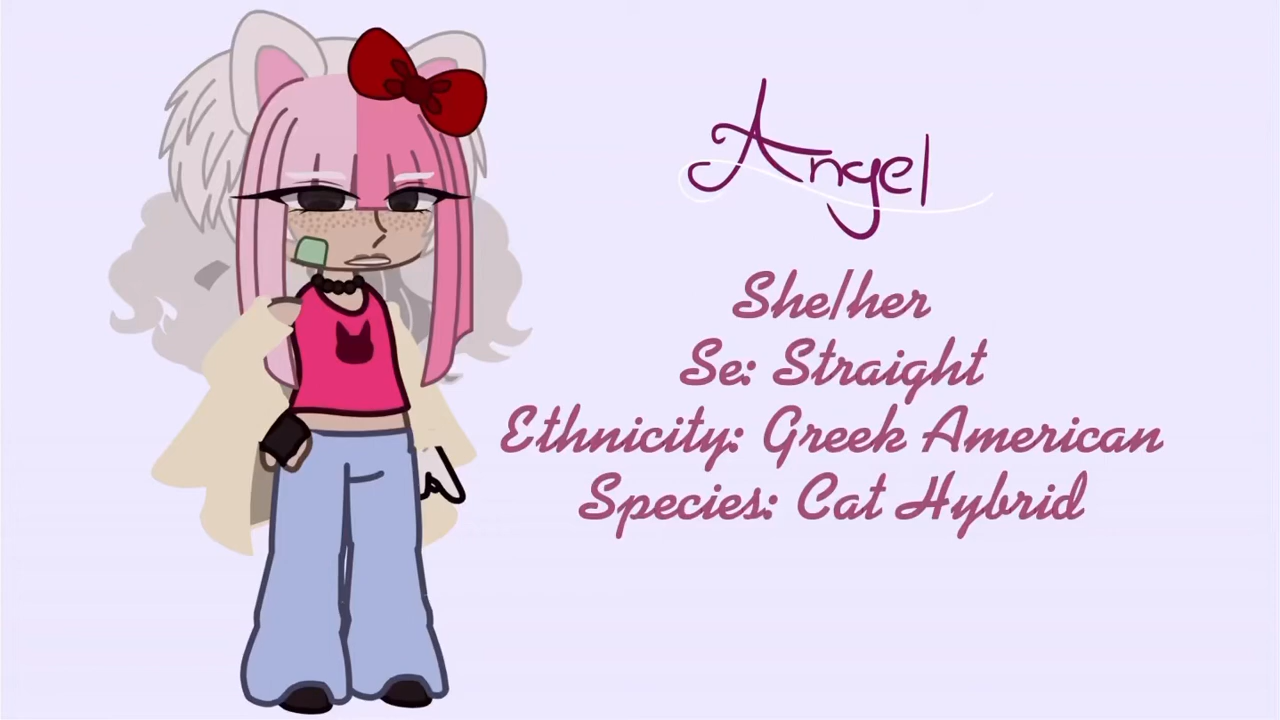 Angel
She/her
Se: Straight
Ethnicity: Greek American
Species: Cat Hybrid